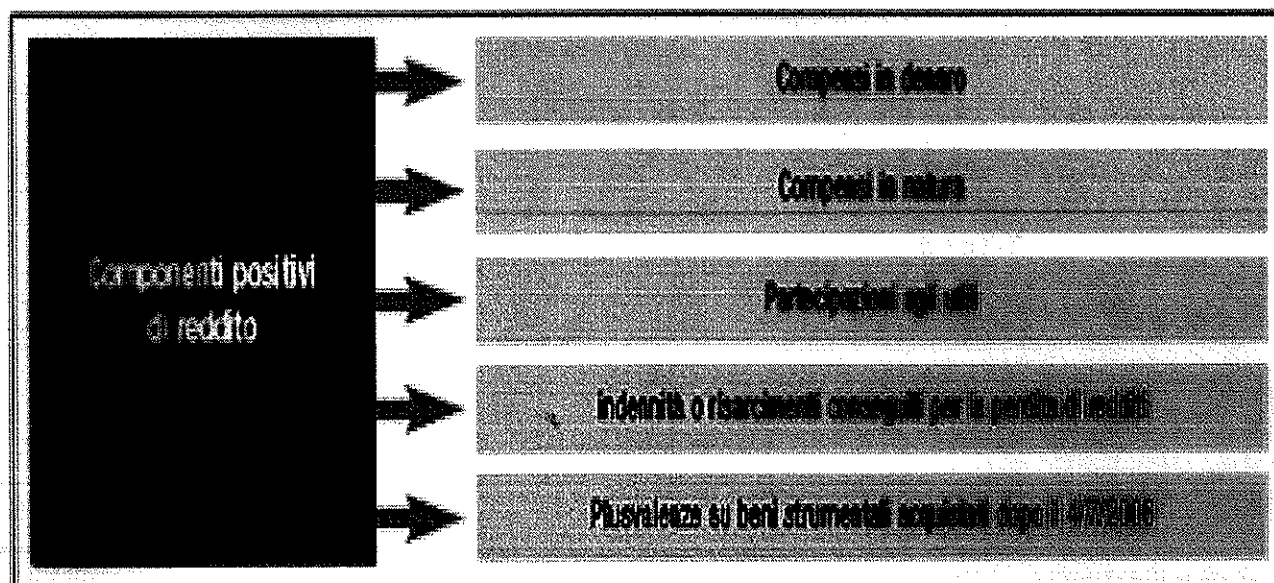 Componenti positivi
di reddito
Compensi in denaro
Compensi in natura
Partecipazioni agli utili
Indennità o risarcimenti conseguiti per la perdita di redditi
Plusvalenze su beni strumentali acquistati dopo il 4/7/2006